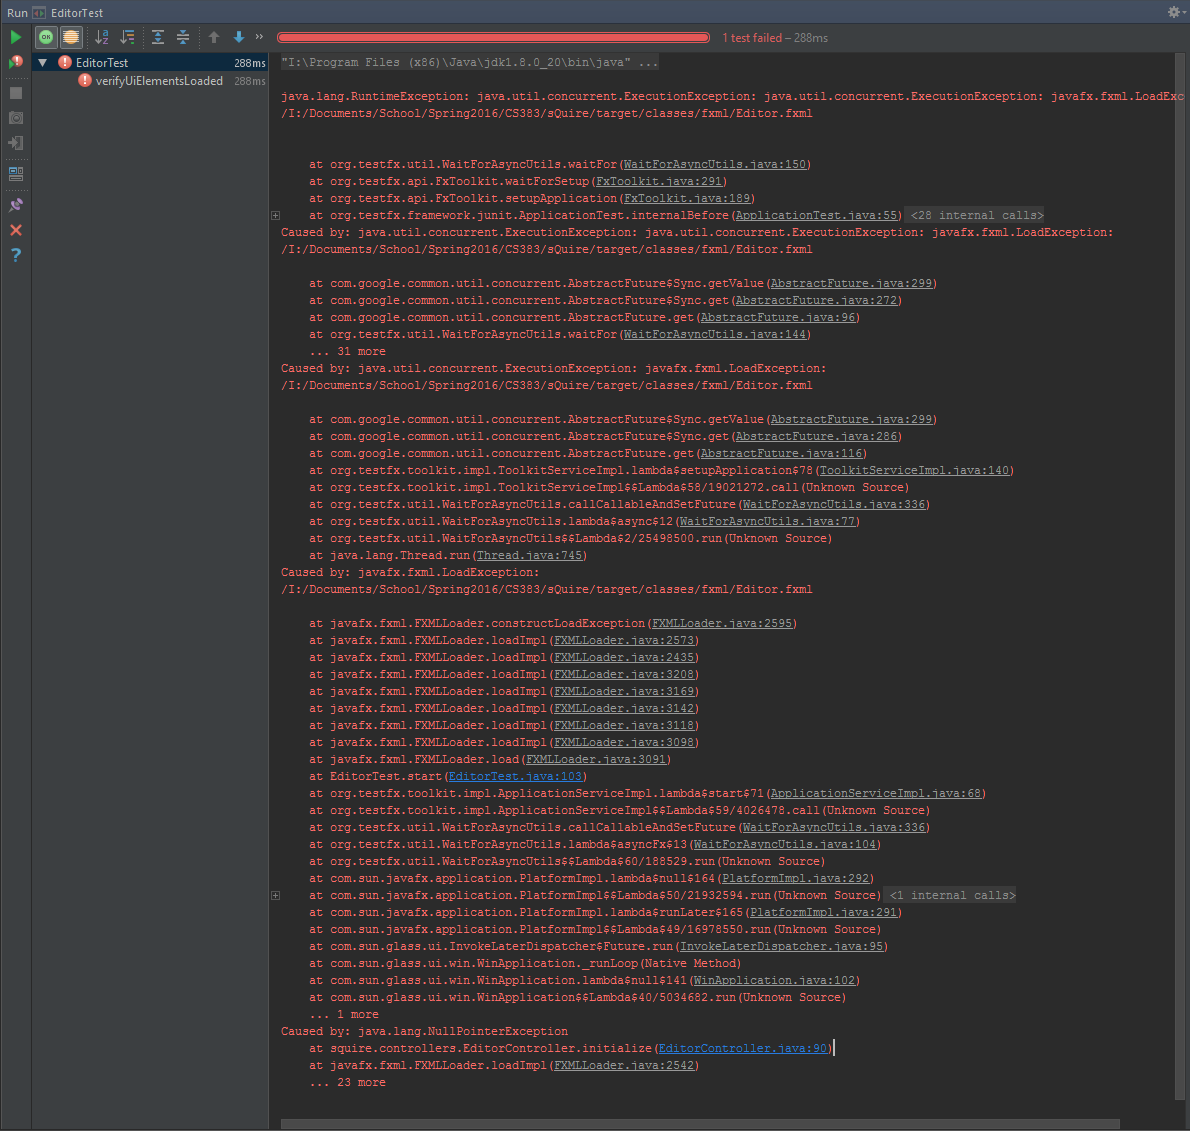 Run EditorTest
OK
a
z
»
1 test failed – 288ms
EditorTest 288ms
verifyUiElementsLoaded 288ms
"I:\Program Files (x86)\Java\jdk1.8.0_20\bin\java" ...
java.lang.RuntimeException: java.util.concurrent.ExecutionException: java.util.concurrent.ExecutionException: javafx.fxml.LoadExc
/I:/Documents/School/Spring2016/CS383/sQuire/target/classes/fxml/Editor.fxml
at org.testfx.util.WaitForAsyncUtils.waitFor(WaitForAsyncUtils.java:150)
at org.testfx.api.FxToolkit.waitForSetup(FxToolkit.java:291)
at org.testfx.api.FxToolkit.setupApplication(FxToolkit.java:189)
at org.testfx.framework.junit.ApplicationTest.internalBefore(ApplicationTest.java:55) <28 internal calls>
Caused by: java.util.concurrent.ExecutionException: java.util.concurrent.ExecutionException: javafx.fxml.LoadException:
/I:/Documents/School/Spring2016/CS383/sQuire/target/classes/fxml/Editor.fxml
at com.google.common.util.concurrent.AbstractFuture$Sync.getValue(AbstractFuture.java:299)
at com.google.common.util.concurrent.AbstractFuture$Sync.get(AbstractFuture.java:272)
at com.google.common.util.concurrent.AbstractFuture.get(AbstractFuture.java:96)
at org.testfx.util.WaitForAsyncUtils.waitFor(WaitForAsyncUtils.java:144)
... 31 more
Caused by: java.util.concurrent.ExecutionException: javafx.fxml.LoadException:
/I:/Documents/School/Spring2016/CS383/sQuire/target/classes/fxml/Editor.fxml
at com.google.common.util.concurrent.AbstractFuture$Sync.getValue(AbstractFuture.java:299)
at com.google.common.util.concurrent.AbstractFuture$Sync.get(AbstractFuture.java:286)
at com.google.common.util.concurrent.AbstractFuture.get(AbstractFuture.java:116)
at org.testfx.toolkit.impl.ToolkitServiceImpl.lambda$setupApplication$78(ToolkitServiceImpl.java:140)
at org.testfx.toolkit.impl.ToolkitServiceImpl$$Lambda$58/19021272.call(Unknown Source)
at org.testfx.util.WaitForAsyncUtils.callCallableAndSetFuture(WaitForAsyncUtils.java:336)
at org.testfx.util.WaitForAsyncUtils.lambda$async$12(WaitForAsyncUtils.java:77)
at org.testfx.util.WaitForAsyncUtils$$Lambda$2/25498500.run(Unknown Source)
at java.lang.Thread.run(Thread.java:745)
Caused by: javafx.fxml.LoadException:
/I:/Documents/School/Spring2016/CS383/sQuire/target/classes/fxml/Editor.fxml
at javafx.fxml.FXMLLoader.constructLoadException(FXMLLoader.java:2595)
at javafx.fxml.FXMLLoader.loadImpl(FXMLLoader.java:2573)
at javafx.fxml.FXMLLoader.loadImpl(FXMLLoader.java:2435)
at javafx.fxml.FXMLLoader.loadImpl(FXMLLoader.java:3208)
at javafx.fxml.FXMLLoader.loadImpl(FXMLLoader.java:3169)
at javafx.fxml.FXMLLoader.loadImpl(FXMLLoader.java:3142)
at javafx.fxml.FXMLLoader.loadImpl(FXMLLoader.java:3118)
at javafx.fxml.FXMLLoader.loadImpl(FXMLLoader.java:3098)
at javafx.fxml.FXMLLoader.load(FXMLLoader.java:3091)
at EditorTest.start(EditorTest.java:103)
at org.testfx.toolkit.impl.ApplicationServiceImpl.lambda$start$71(ApplicationServiceImpl.java:68)
at org.testfx.toolkit.impl.ApplicationServiceImpl$$Lambda$59/4026478.call(Unknown Source)
at org.testfx.util.WaitForAsyncUtils.callCallableAndSetFuture(WaitForAsyncUtils.java:336)
at org.testfx.util.WaitForAsyncUtils.lambda$asyncFx$13(WaitForAsyncUtils.java:104)
at org.testfx.util.WaitForAsyncUtils$$Lambda$60/188529.run(Unknown Source)
at com.sun.javafx.application.PlatformImpl.lambda$null$164(PlatformImpl.java:292)
at com.sun.javafx.application.PlatformImpl$$Lambda$50/21932594.run(Unknown Source) <1 internal calls>
at com.sun.javafx.application.PlatformImpl.lambda$runLater$165(PlatformImpl.java:291)
at com.sun.javafx.application.PlatformImpl$$Lambda$49/16978550.run(Unknown Source)
at com.sun.glass.ui.InvokeLaterDispatcher$Future.run(InvokeLaterDispatcher.java:95)
at com.sun.glass.ui.win.WinApplication._runLoop(Native Method)
at com.sun.glass.ui.win.WinApplication.lambda$null$141(WinApplication.java:102)
at com.sun.glass.ui.win.WinApplication$$Lambda$40/5034682.run(Unknown Source)
... 1 more
Caused by: java.lang.NullPointerException
at squire.controllers.EditorController.initialize(EditorController.java:90)
at javafx.fxml.FXMLLoader.loadImpl(FXMLLoader.java:2542)
... 23 more